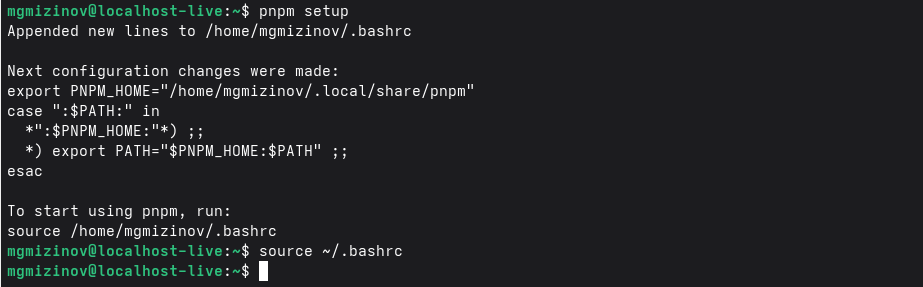 mgmizinov@localhost-live:~$ pnpm setup
Appended new lines to /home/mgmizinov/.bashrc

Next configuration changes were made:
export PNPM_HOME="/home/mgmizinov/.local/share/pnpm"
case ":$PATH:" in
  *":$PNPM_HOME:"*) ;;
  *) export PATH="$PNPM_HOME:$PATH" ;;
esac

To start using pnpm, run:
source /home/mgmizinov/.bashrc
mgmizinov@localhost-live:~$ source ~/.bashrc
mgmizinov@localhost-live:~$